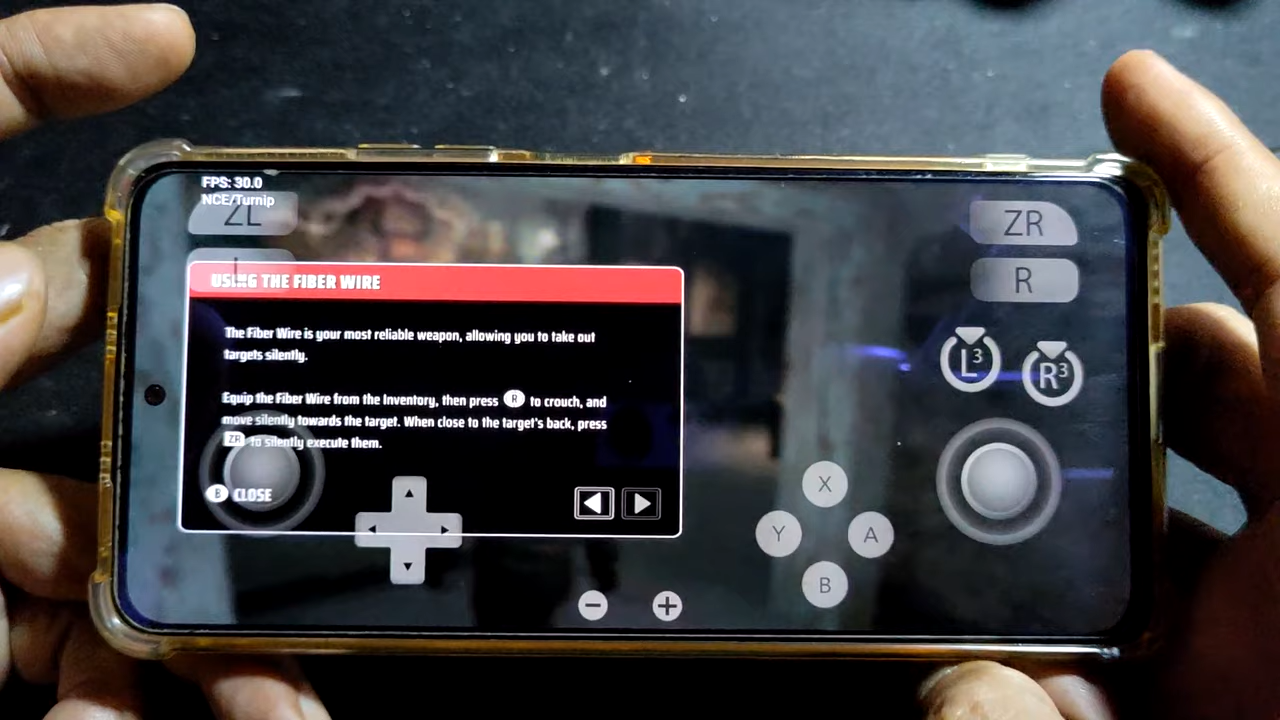 FPS: 30.0
NCE/Turnip
ZL
L
ZR
R
USING THE FIBER WIRE
The Fiber Wire is your most reliable weapon, allowing you to take out
targets silently.
Equip the Fiber Wire from the Inventory, then press R to crouch, and
move silently towards the target. When close to the target's back, press
ZR to silently execute them.
B CLOSE
L3
R3
X
Y
A
B